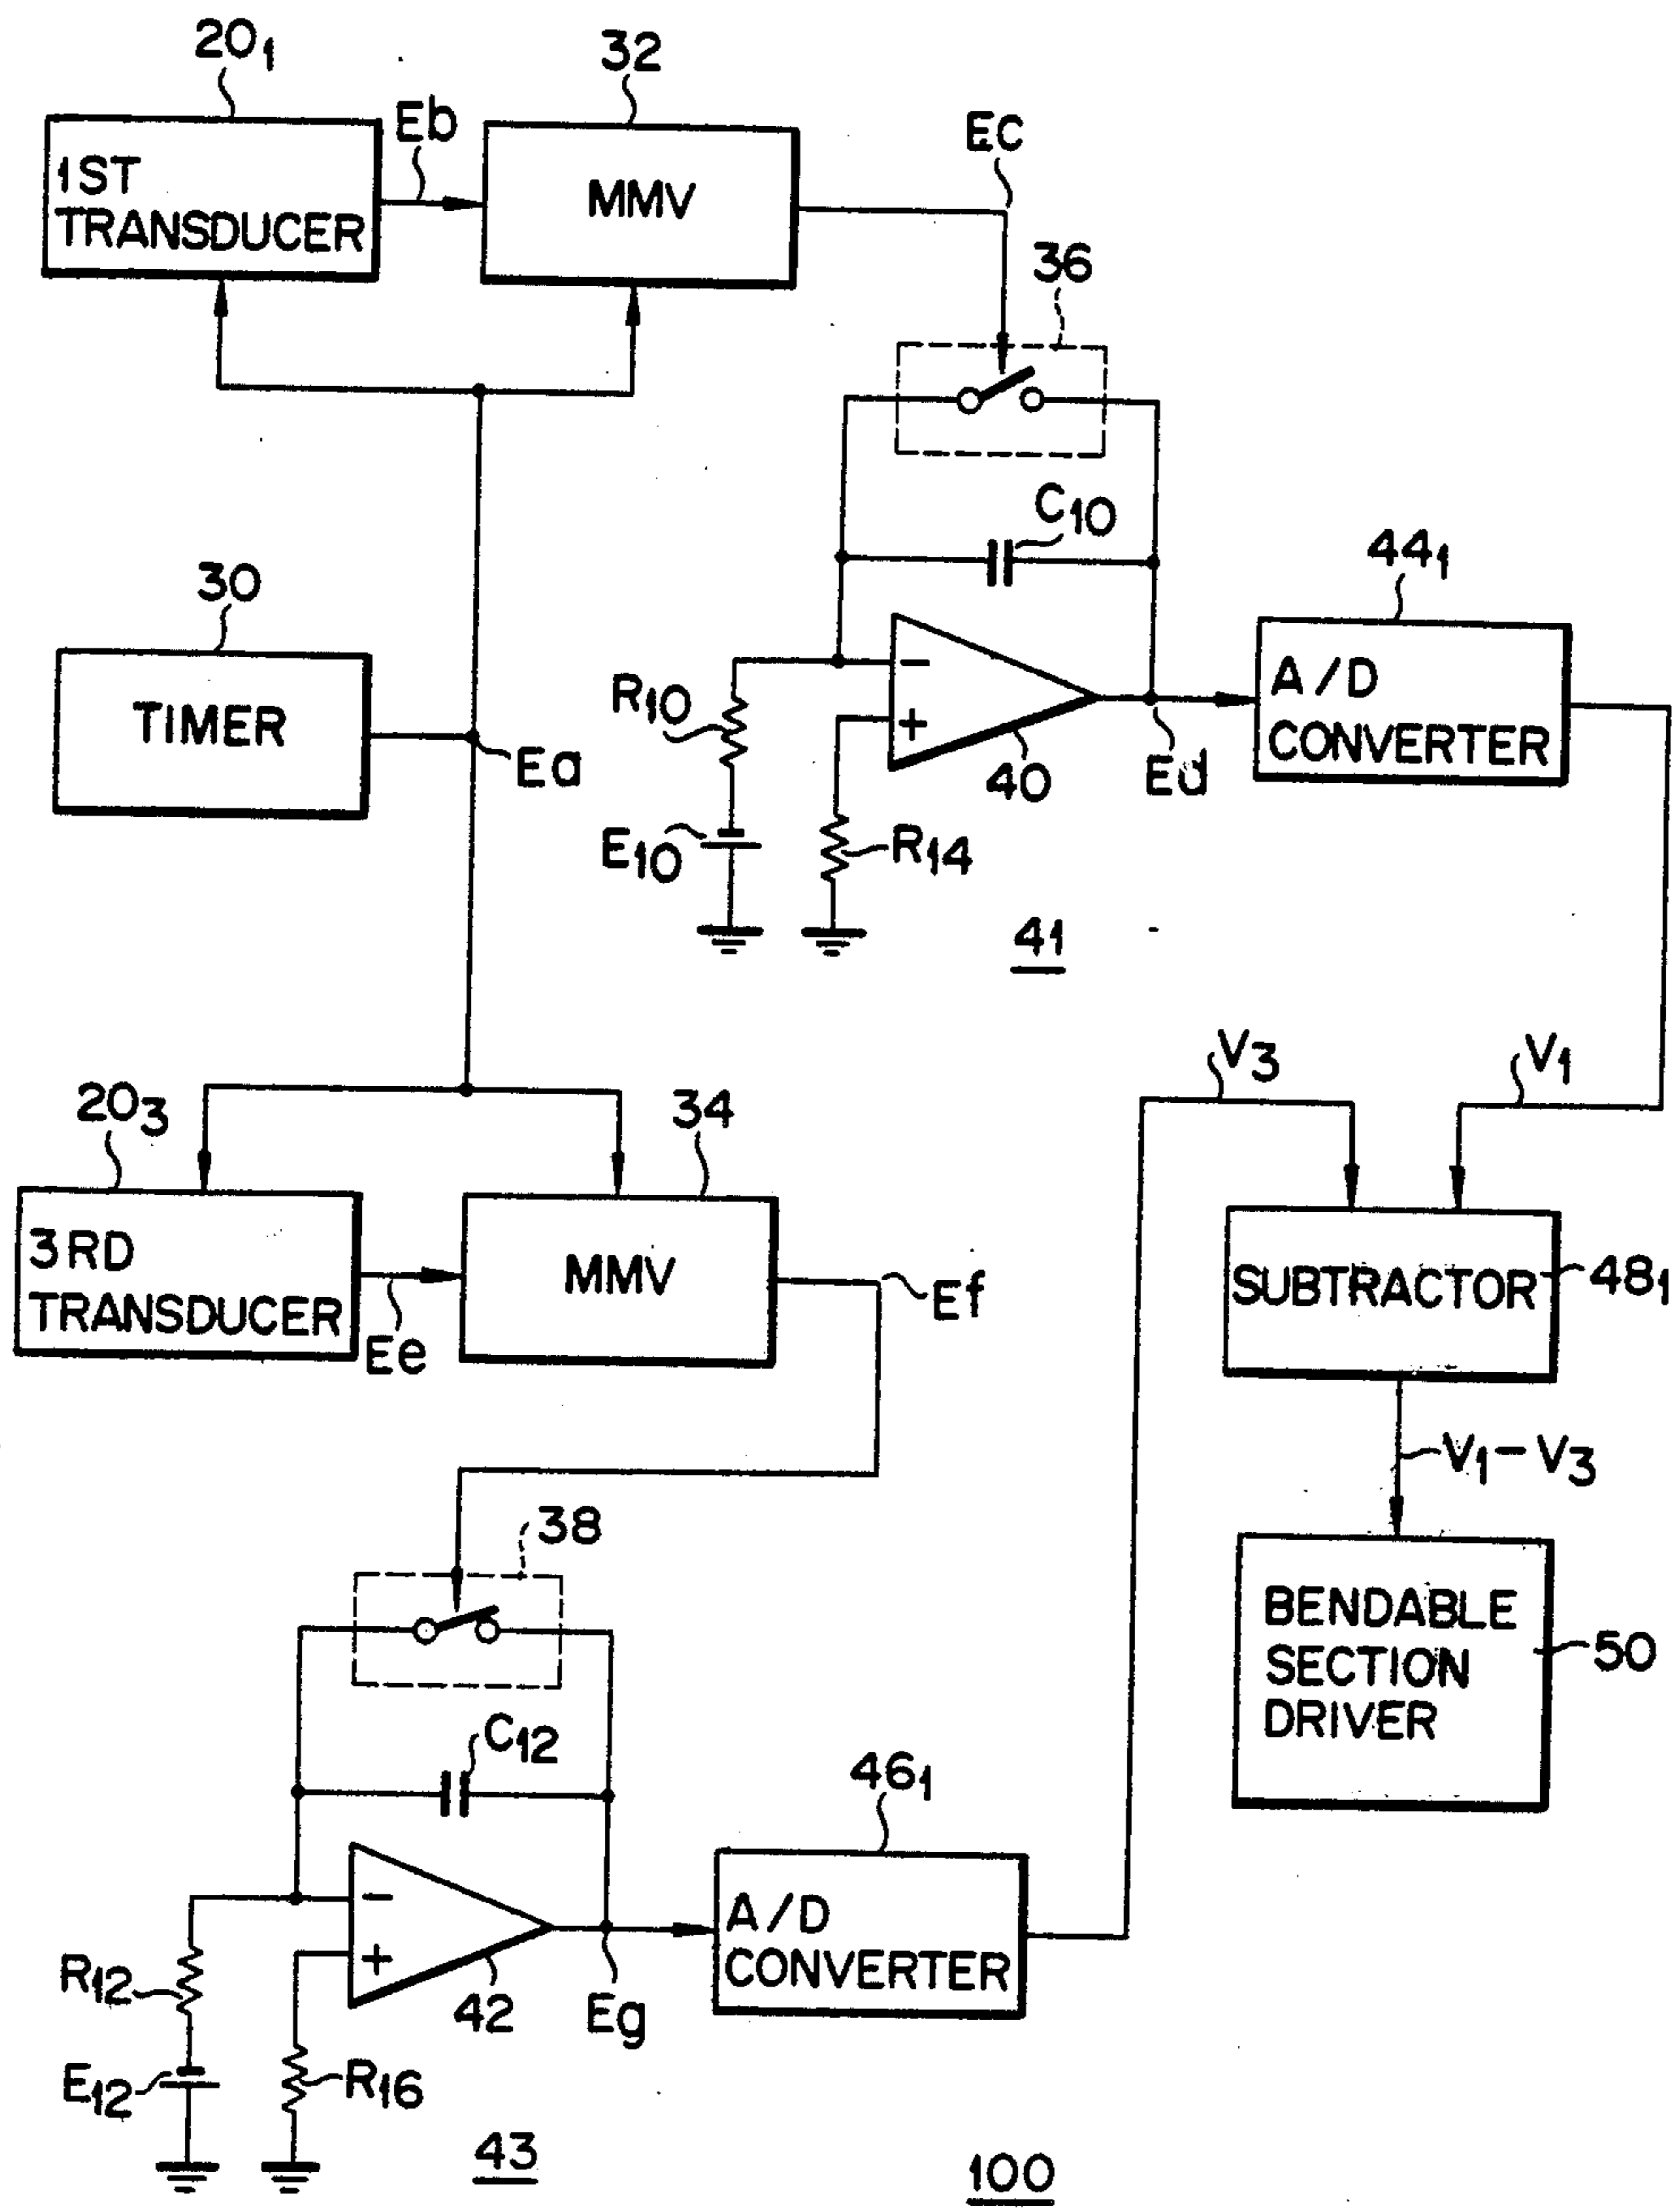 20₁
32
Eb
Ec
1ST
TRANSDUCER
MMV
36
C₁₀
44₁
30
TIMER
Ea
R₁₀
−
+
40
Ed
A/D
CONVERTER
E₁₀
R₁₄
41
V₃
V₁
20₃
34
3RD
TRANSDUCER
Ee
MMV
Ef
SUBTRACTOR
48₁
V₁−V₃
38
BENDABLE
SECTION
DRIVER
50
C₁₂
46₁
−
+
42
Eg
A/D
CONVERTER
R₁₂
E₁₂
R₁₆
43
100